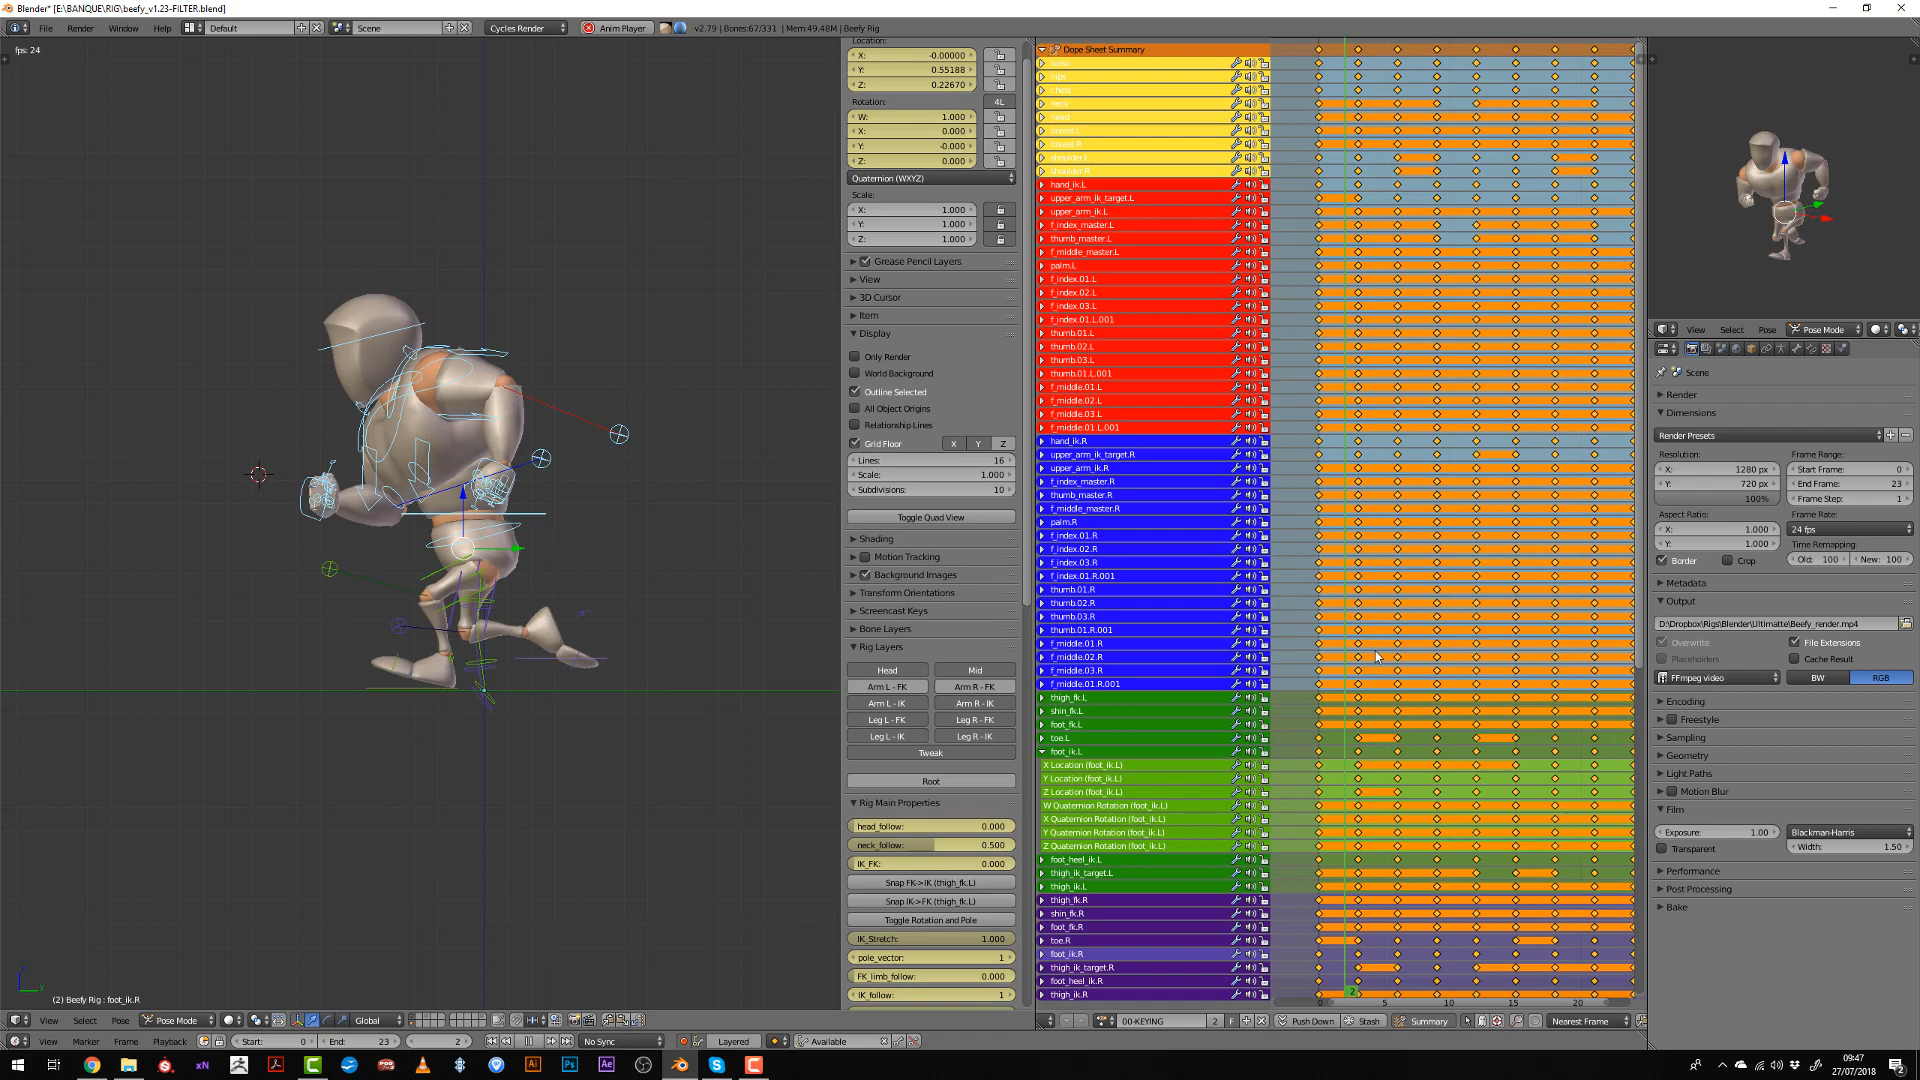 Blender* [E:\BANQUE\RIG\beefy_v1.23-FILTER.blend]
File Render Window Help Default Scene Cycles Render Anim Player v2.79 | Bones:67/331 | Mem:49.48M | Beefy Rig
fps: 24
(2) Beefy Rig : foot_ik.R
View Select Pose Pose Mode Global
View Marker Frame Playback Start: 0 End: 23 2 No Sync Layered Available
Location:
X: -0.00000
Y: 0.55188
Z: 0.22670
Rotation: 4L
W: 1.000
X: 0.000
Y: -0.000
Z: 0.000
Quaternion (WXYZ)
Scale:
X: 1.000
Y: 1.000
Z: 1.000
Grease Pencil Layers
View
3D Cursor
Item
Display
Only Render
World Background
Outline Selected
All Object Origins
Relationship Lines
Grid Floor X Y Z
Lines: 16
Scale: 1.000
Subdivisions: 10
Toggle Quad View
Shading
Motion Tracking
Background Images
Transform Orientations
Screencast Keys
Bone Layers
Rig Layers
Head Mid
Arm L - FK Arm R - FK
Arm L - IK Arm R - IK
Leg L - FK Leg R - FK
Leg L - IK Leg R - IK
Tweak
Root
Rig Main Properties
head_follow: 0.000
neck_follow: 0.500
IK_FK: 0.000
Snap FK->IK (thigh_fk.L)
Snap IK->FK (thigh_fk.L)
Toggle Rotation and Pole
IK_Stretch: 1.000
pole_vector: 1
FK_limb_follow: 0.000
IK_follow: 1
Dope Sheet Summary
torso
hips
chest
neck
head
breast.L
breast.R
shoulder.L
shoulder.R
hand_ik.L
upper_arm_ik_target.L
upper_arm_ik.L
f_index_master.L
thumb_master.L
f_middle_master.L
palm.L
f_index.01.L
f_index.02.L
f_index.03.L
f_index.01.L.001
thumb.01.L
thumb.02.L
thumb.03.L
thumb.01.L.001
f_middle.01.L
f_middle.02.L
f_middle.03.L
f_middle.01.L.001
hand_ik.R
upper_arm_ik_target.R
upper_arm_ik.R
f_index_master.R
thumb_master.R
f_middle_master.R
palm.R
f_index.01.R
f_index.02.R
f_index.03.R
f_index.01.R.001
thumb.01.R
thumb.02.R
thumb.03.R
thumb.01.R.001
f_middle.01.R
f_middle.02.R
f_middle.03.R
f_middle.01.R.001
thigh_fk.L
shin_fk.L
foot_fk.L
toe.L
foot_ik.L
X Location (foot_ik.L)
Y Location (foot_ik.L)
Z Location (foot_ik.L)
W Quaternion Rotation (foot_ik.L)
X Quaternion Rotation (foot_ik.L)
Y Quaternion Rotation (foot_ik.L)
Z Quaternion Rotation (foot_ik.L)
foot_heel_ik.L
thigh_ik_target.L
thigh_ik.L
thigh_fk.R
shin_fk.R
foot_fk.R
toe.R
foot_ik.R
thigh_ik_target.R
foot_heel_ik.R
thigh_ik.R
2
0 5 10 15 20
00-KEYING 2 F Push Down Stash Summary Nearest Frame
View Select Pose Pose Mode
Scene
Render
Dimensions
Render Presets
Resolution: Frame Range:
X: 1280 px Start Frame: 0
Y: 720 px End Frame: 23
100% Frame Step: 1
Aspect Ratio: Frame Rate:
X: 1.000 24 fps
Y: 1.000 Time Remapping:
Border Crop Old: 100 New: 100
Metadata
Output
D:\Dropbox\Rigs\Blender\Ultimatte\Beefy_render.mp4
Overwrite File Extensions
Placeholders Cache Result
FFmpeg video BW RGB
Encoding
Freestyle
Sampling
Geometry
Light Paths
Motion Blur
Film
Exposure: 1.00 Blackman-Harris
Transparent Width: 1.50
Performance
Post Processing
Bake
09:47
27/07/2018